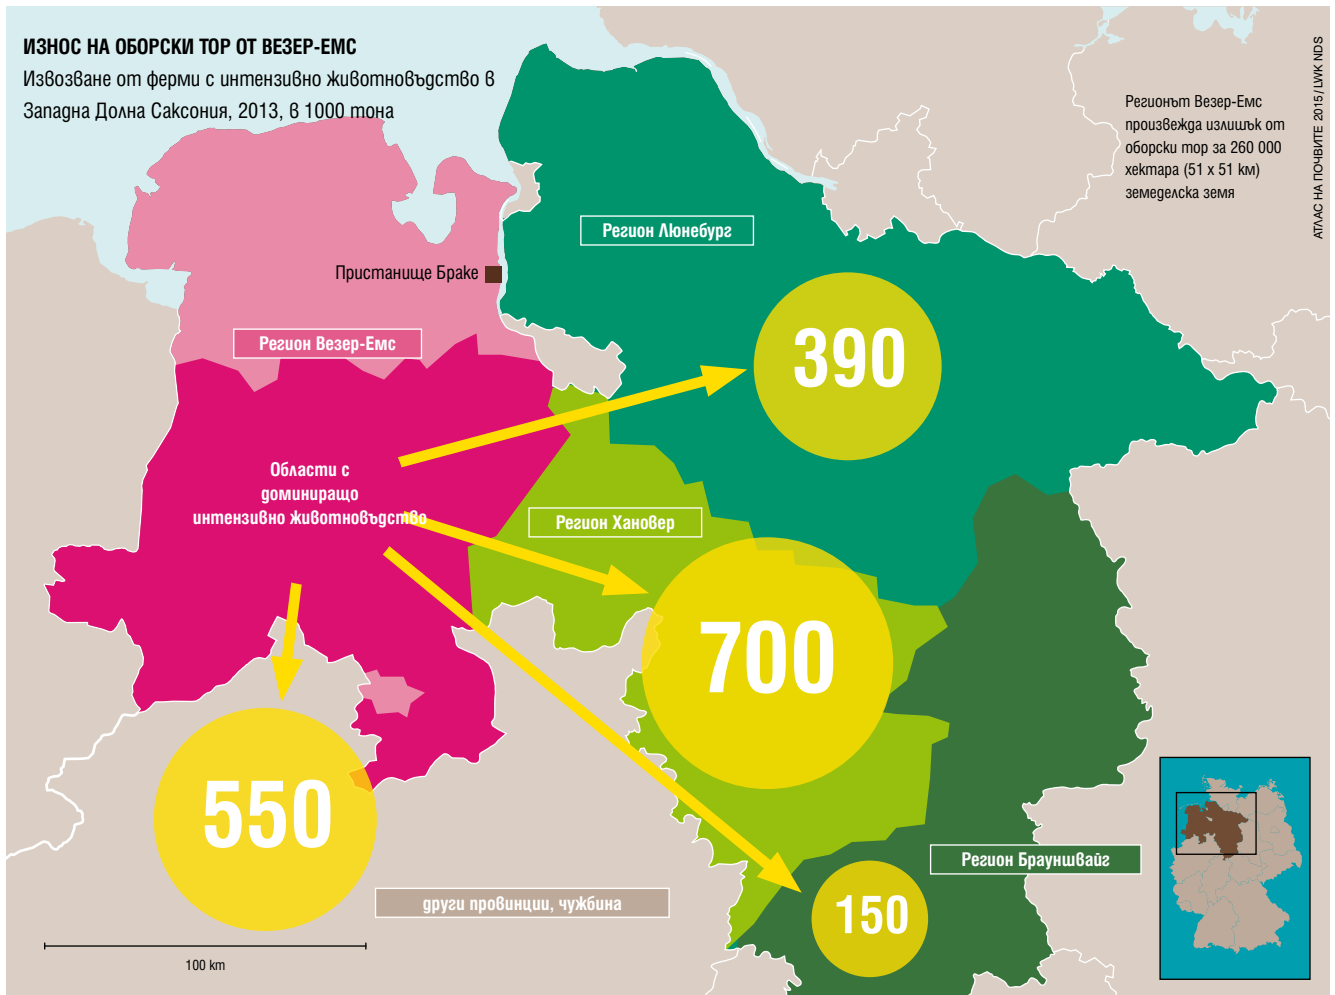 ИЗНОС НА ОБОРСКИ ТОР ОТ ВЕЗЕР-ЕМС
Извозване от ферми с интензивно животновъдство в
Западна Долна Саксония, 2013, в 1000 тона
Регионът Везер-Емс
произвежда излишък от
оборски тор за 260 000
хектара (51 x 51 км)
земеделска земя
АТЛАС НА ПОЧВИТЕ 2015 / LWK NDS
Регион Люнебург
Пристанище Браке
Регион Везер-Емс
390
Области с
доминиращо
интензивно животновъдство
Регион Хановер
700
550
Регион Брауншвайг
други провинции, чужбина
150
100 km